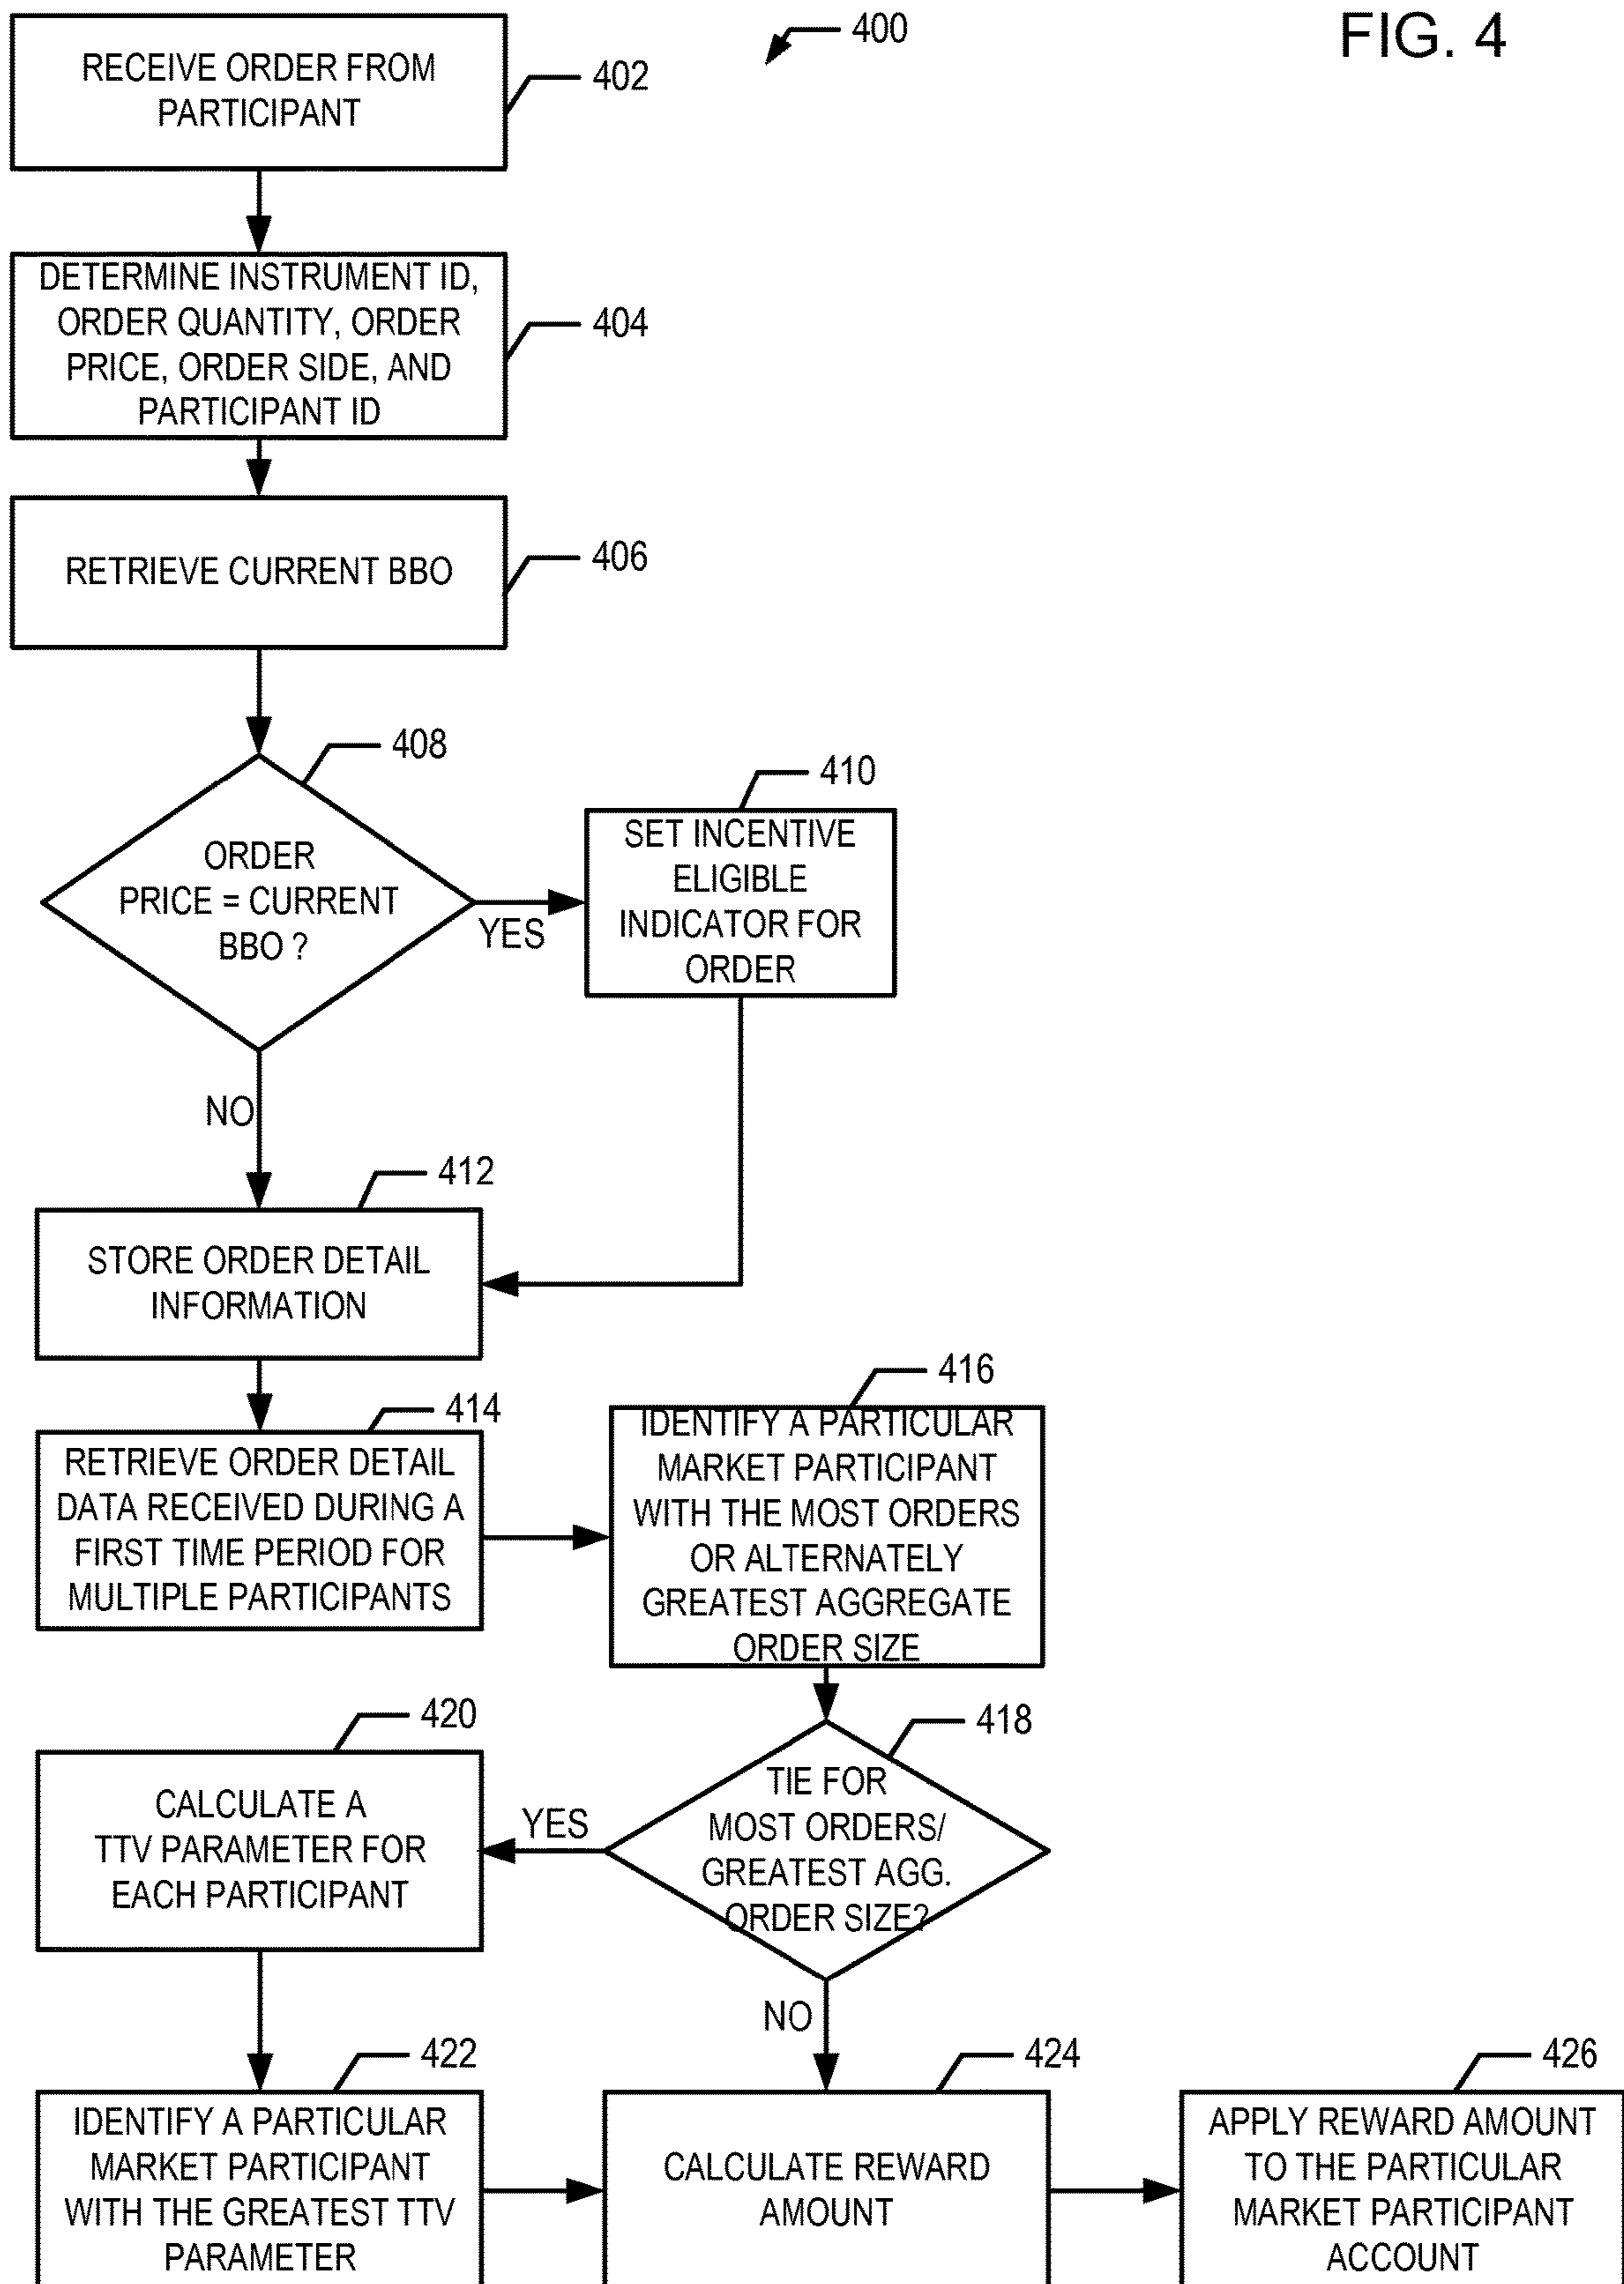 400
FIG. 4
RECEIVE ORDER FROM
PARTICIPANT
402
DETERMINE INSTRUMENT ID,
ORDER QUANTITY, ORDER
PRICE, ORDER SIDE, AND
PARTICIPANT ID
404
RETRIEVE CURRENT BBO
406
408
ORDER
PRICE = CURRENT
BBO ?
YES
NO
410
SET INCENTIVE
ELIGIBLE
INDICATOR FOR
ORDER
412
STORE ORDER DETAIL
INFORMATION
414
RETRIEVE ORDER DETAIL
DATA RECEIVED DURING A
FIRST TIME PERIOD FOR
MULTIPLE PARTICIPANTS
416
IDENTIFY A PARTICULAR
MARKET PARTICIPANT
WITH THE MOST ORDERS
OR ALTERNATELY
GREATEST AGGREGATE
ORDER SIZE
418
TIE FOR
MOST ORDERS/
GREATEST AGG.
ORDER SIZE?
YES
NO
420
CALCULATE A
TTV PARAMETER FOR
EACH PARTICIPANT
422
IDENTIFY A PARTICULAR
MARKET PARTICIPANT
WITH THE GREATEST TTV
PARAMETER
424
CALCULATE REWARD
AMOUNT
426
APPLY REWARD AMOUNT
TO THE PARTICULAR
MARKET PARTICIPANT
ACCOUNT